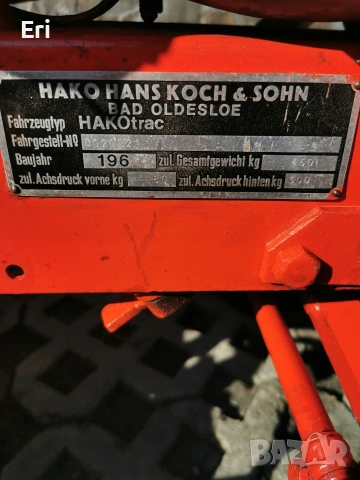 Eri
HAKO HANS KOCH & SOHN
BAD OLDESLOE
Fahrzeugtyp HAKOtrac
Fahrgestell-Nº
Baujahr 196 zul. Gesamtgewicht kg
zul. Achsdruck vorne kg zul. Achsdruck hinten kg
BAZAR